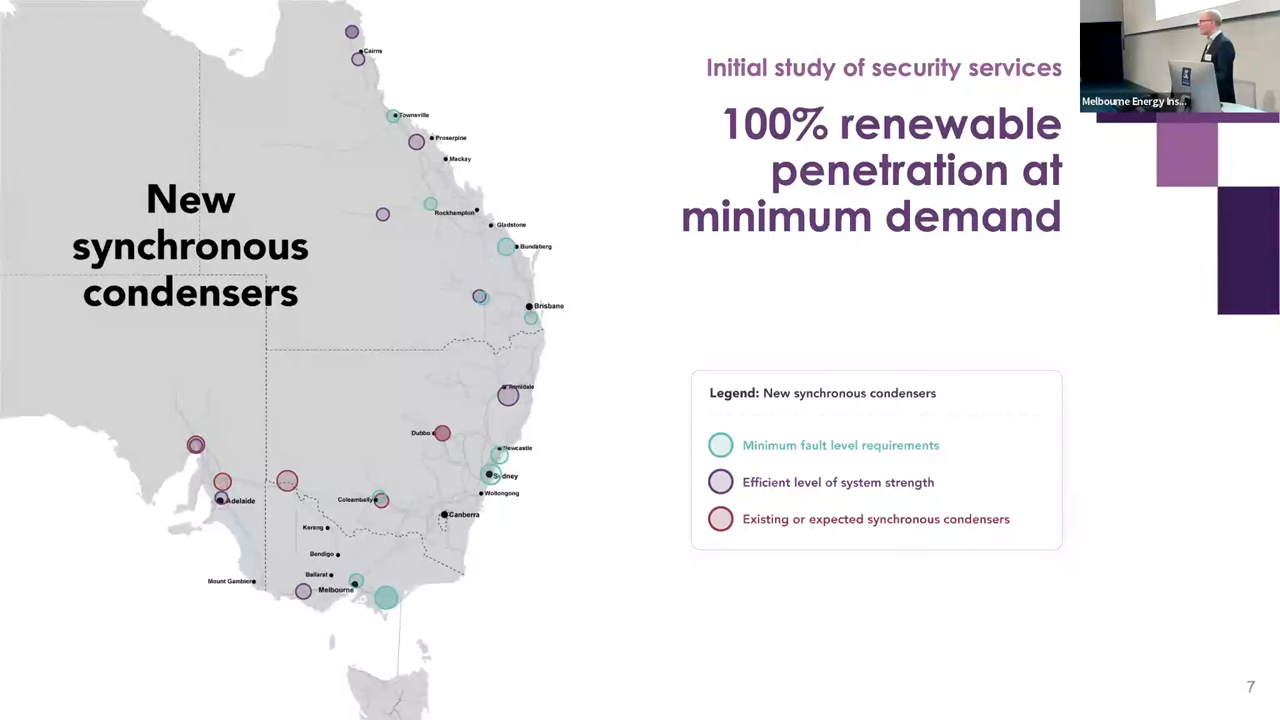 Cairns
Townsville
Proserpine
Mackay
Rockhampton
Gladstone
Bundaberg
Brisbane
Armidale
Dubbo
Newcastle
Sydney
Wollongong
Coleambally
Canberra
Adelaide
Kerang
Bendigo
Ballarat
Mount Gambier
Melbourne
New
synchronous
condensers
Initial study of security services
100% renewable
penetration at
minimum demand
Legend: New synchronous condensers
Minimum fault level requirements
Efficient level of system strength
Existing or expected synchronous condensers
Melbourne Energy Ins...
7